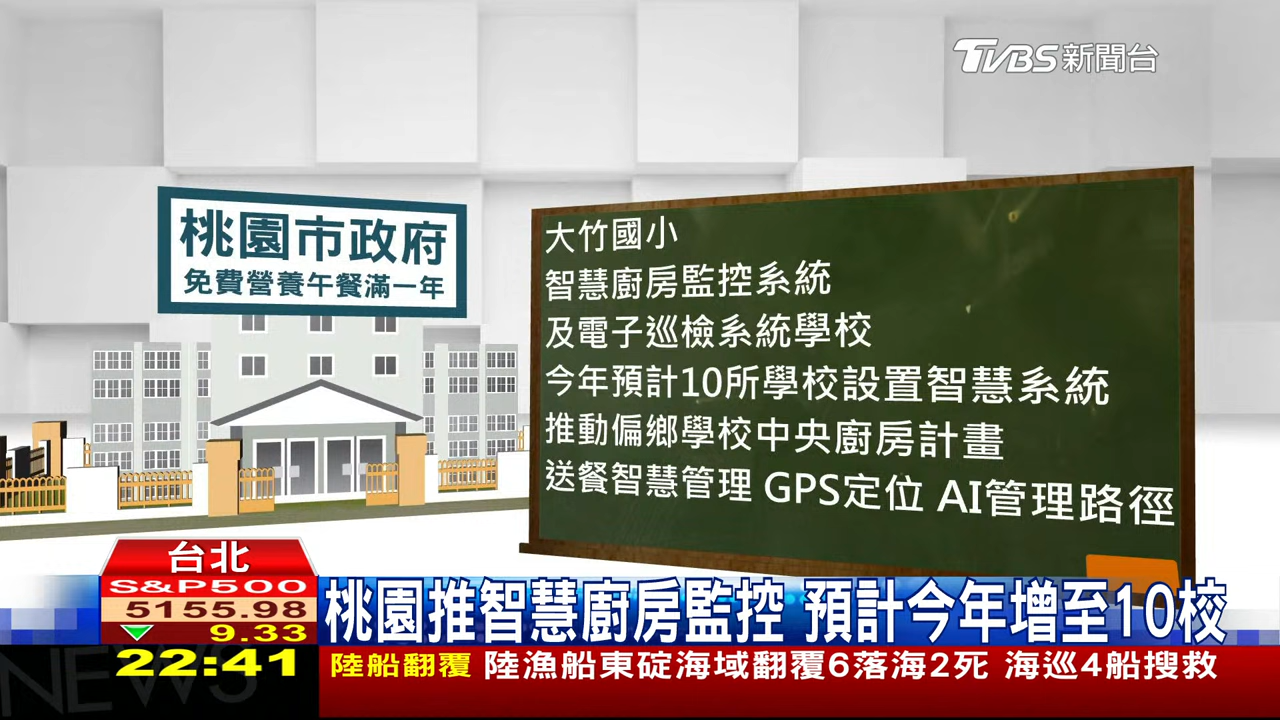 TVBS新聞台
桃園市政府
免費營養午餐滿一年
大竹國小
智慧廚房監控系統
及電子巡檢系統學校
今年預計10所學校設置智慧系統
推動偏鄉學校中央廚房計畫
送餐智慧管理 GPS定位 AI管理路徑
台北
S&P500
5155.98
9.33
22:41
桃園推智慧廚房監控 預計今年增至10校
陸船翻覆 陸漁船東碇海域翻覆6落海2死 海巡4船搜救
NEWS